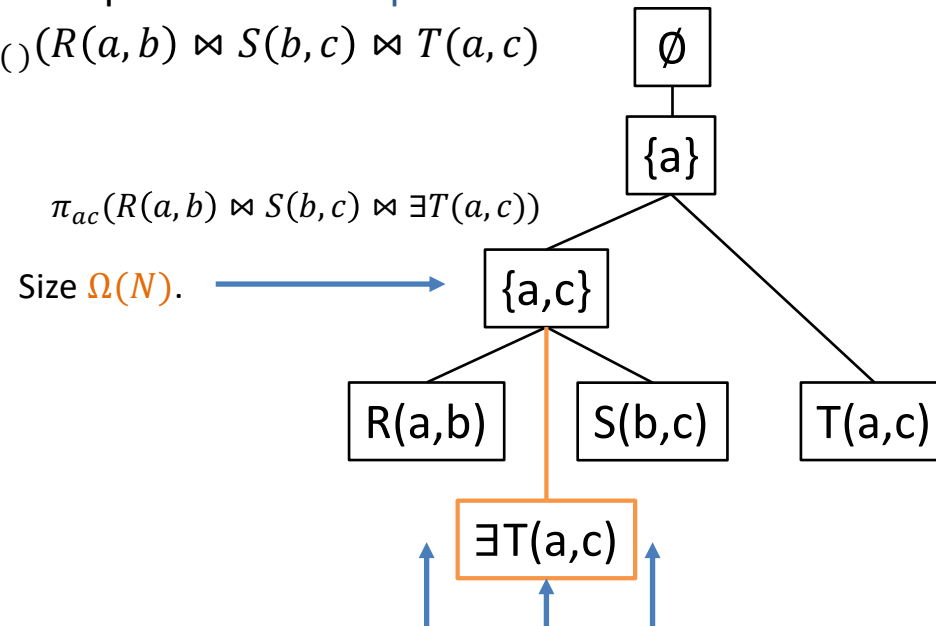 ()(R(a, b) ⋈ S(b, c) ⋈ T(a, c)
∅
{a}
π_ac(R(a, b) ⋈ S(b, c) ⋈ ∃T(a, c))
Size Ω(N).
{a,c}
R(a,b)
S(b,c)
T(a,c)
∃T(a,c)